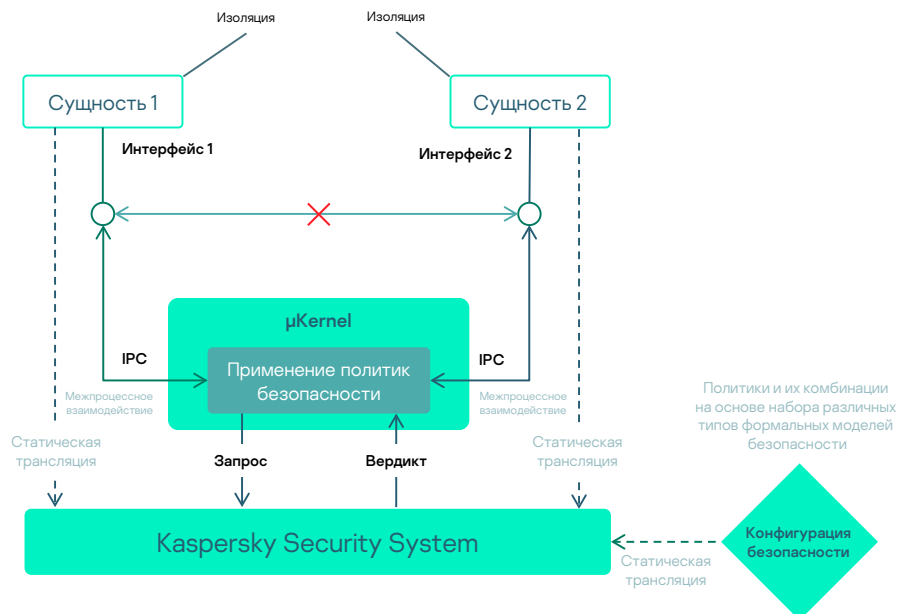 Изоляция
Изоляция
Сущность 1
Сущность 2
Интерфейс 1
Интерфейс 2
µKernel
IPC
Применение политик
безопасности
IPC
Межпроцессное
взаимодействие
Межпроцессное
взаимодействие
Политики и их комбинации
на основе набора различных
типов формальных моделей
безопасности
Статическая
трансляция
Запрос
Вердикт
Статическая
трансляция
Kaspersky Security System
Конфигурация
безопасности
Статическая
трансляция